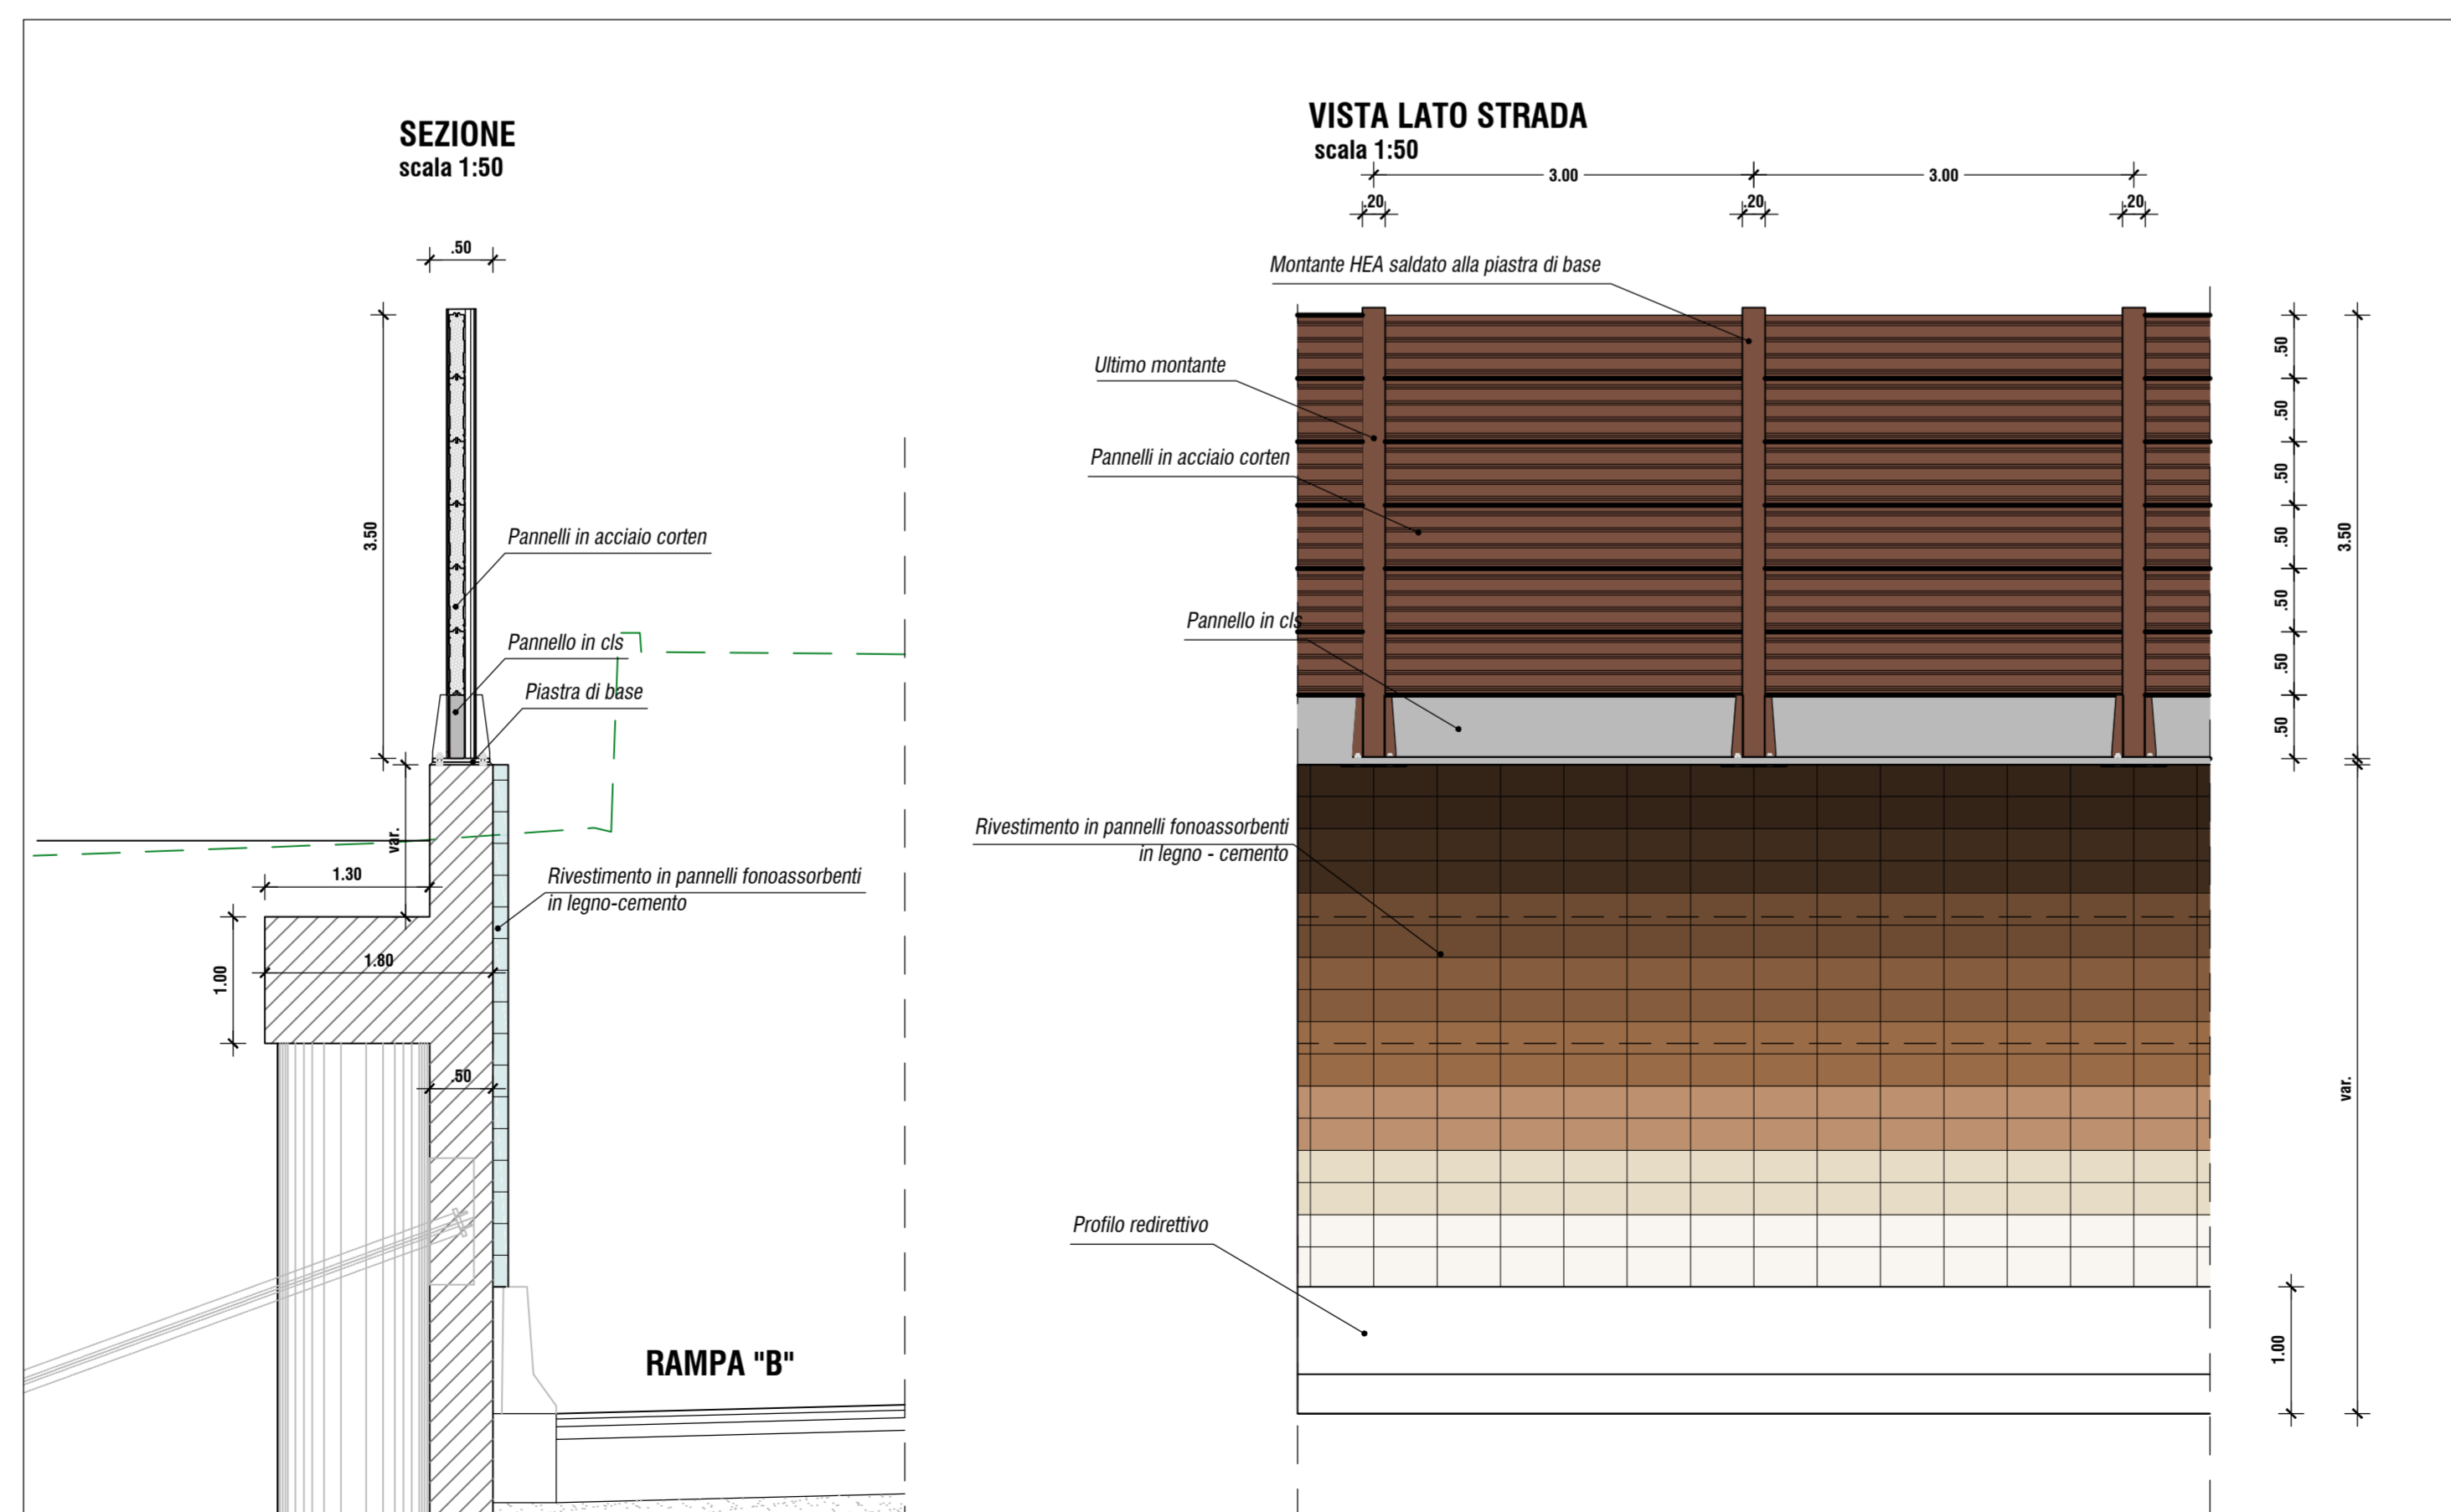 SEZIONE
scala 1:50
.50
3.50
Pannelli in acciaio corten
Pannello in cls
Piastra di base
var.
1.30
Rivestimento in pannelli fonoassorbenti
in legno-cemento
1.80
1.00
.50
RAMPA "B"
VISTA LATO STRADA
scala 1:50
3.00
3.00
.20
.20
.20
Montante HEA saldato alla piastra di base
Ultimo montante
Pannelli in acciaio corten
Pannello in cls
Rivestimento in pannelli fonoassorbenti
in legno - cemento
Profilo redirettivo
.50
.50
.50
.50
.50
.50
.50
3.50
var.
1.00